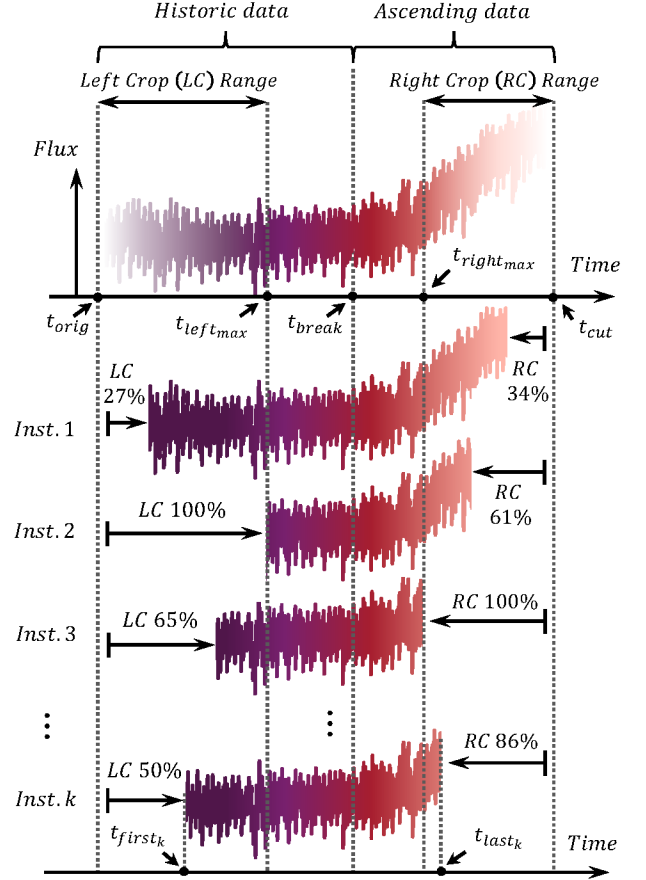 Historic data Ascending data
Left Crop (LC) Range Right Crop (RC) Range
Flux
t_right_max Time
t_orig t_left_max t_break t_cut
LC
27%
RC
34%
Inst. 1
LC 100%
RC
61%
Inst. 2
LC 65% RC 100%
Inst. 3
⋮ ⋮
LC 50% RC 86%
Inst. k
t_first_k t_last_k Time